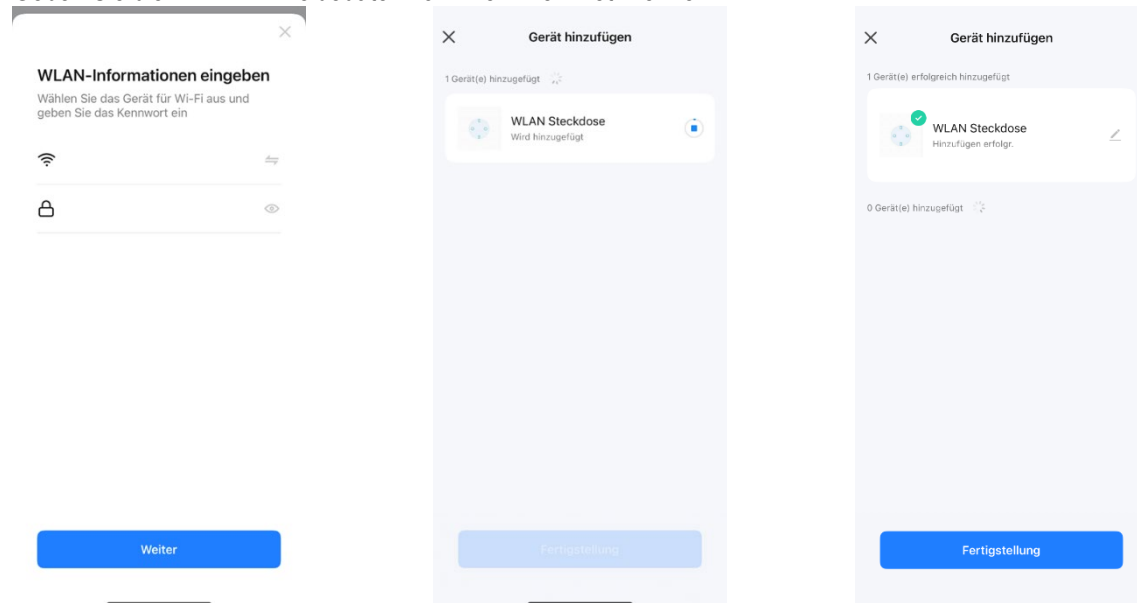 WLAN-Informationen eingeben
Wählen Sie das Gerät für Wi-Fi aus und
geben Sie das Kennwort ein
Weiter
Gerät hinzufügen
1 Gerät(e) hinzugefügt
WLAN Steckdose
Wird hinzugefügt
Fertigstellung
Gerät hinzufügen
1 Gerät(e) erfolgreich hinzugefügt
WLAN Steckdose
Hinzufügen erfolgr.
0 Gerät(e) hinzugefügt
Fertigstellung